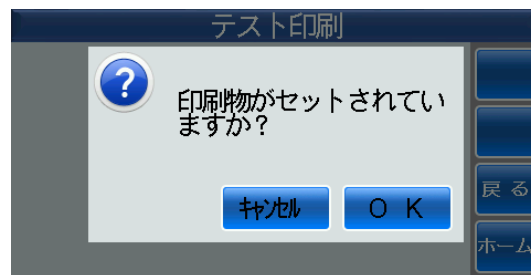 テスト印刷
印刷物がセットされてい
ますか？
ｷｬﾝｾﾙ
ＯＫ
戻る
ホーム